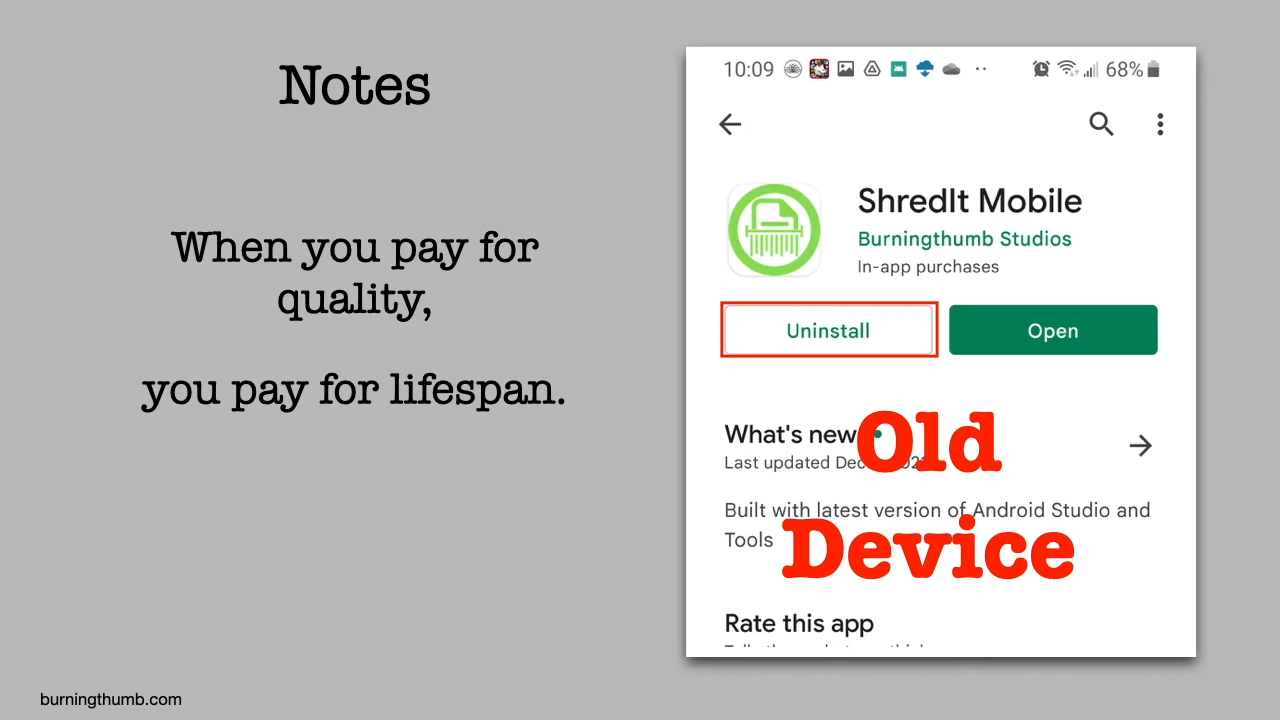 Notes
When you pay for
quality,
you pay for lifespan.
burningthumb.com
10:09
68%
ShredIt Mobile
Burningthumb Studios
In-app purchases
Uninstall
Open
What's new
Last updated Dec
Old
Built with latest version of Android Studio and
Tools
Device
Rate this app